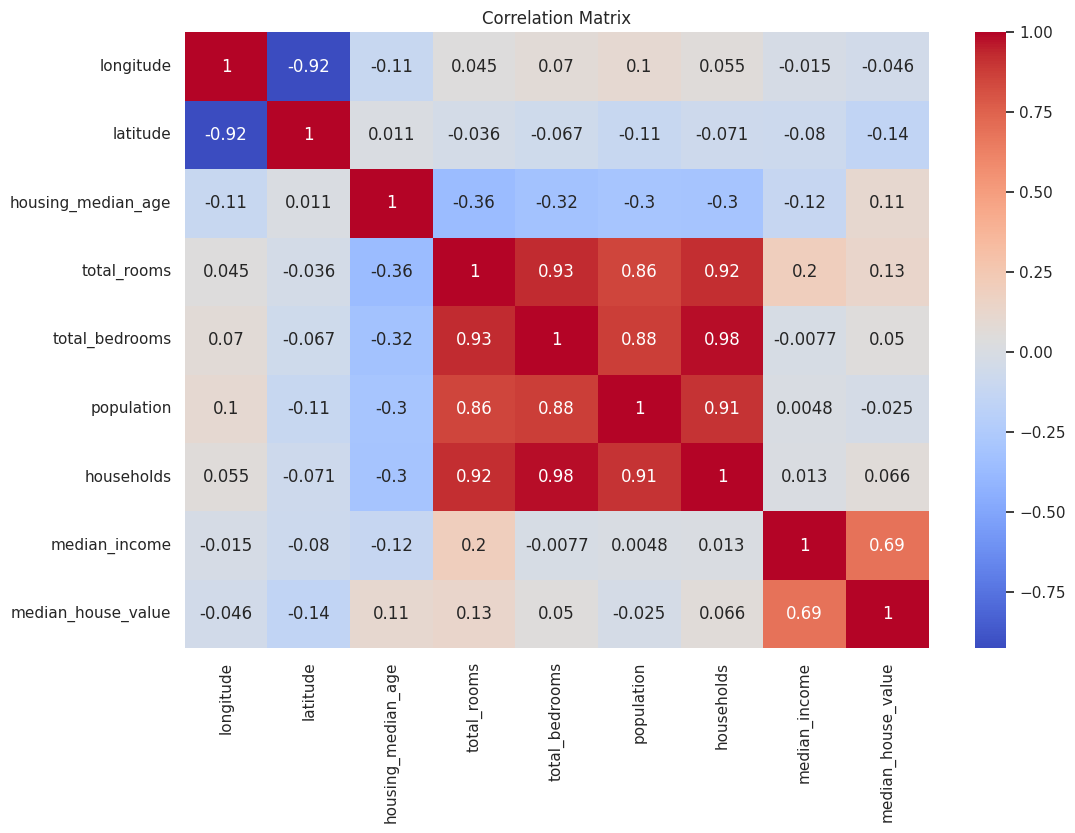 Correlation Matrix
longitude 1 -0.92 -0.11 0.045 0.07 0.1 0.055 -0.015 -0.046
latitude -0.92 1 0.011 -0.036 -0.067 -0.11 -0.071 -0.08 -0.14
housing_median_age -0.11 0.011 1 -0.36 -0.32 -0.3 -0.3 -0.12 0.11
total_rooms 0.045 -0.036 -0.36 1 0.93 0.86 0.92 0.2 0.13
total_bedrooms 0.07 -0.067 -0.32 0.93 1 0.88 0.98 -0.0077 0.05
population 0.1 -0.11 -0.3 0.86 0.88 1 0.91 0.0048 -0.025
households 0.055 -0.071 -0.3 0.92 0.98 0.91 1 0.013 0.066
median_income -0.015 -0.08 -0.12 0.2 -0.0077 0.0048 0.013 1 0.69
median_house_value -0.046 -0.14 0.11 0.13 0.05 -0.025 0.066 0.69 1
longitude
latitude
housing_median_age
total_rooms
total_bedrooms
population
households
median_income
median_house_value
1.00
0.75
0.50
0.25
0.00
−0.25
−0.50
−0.75